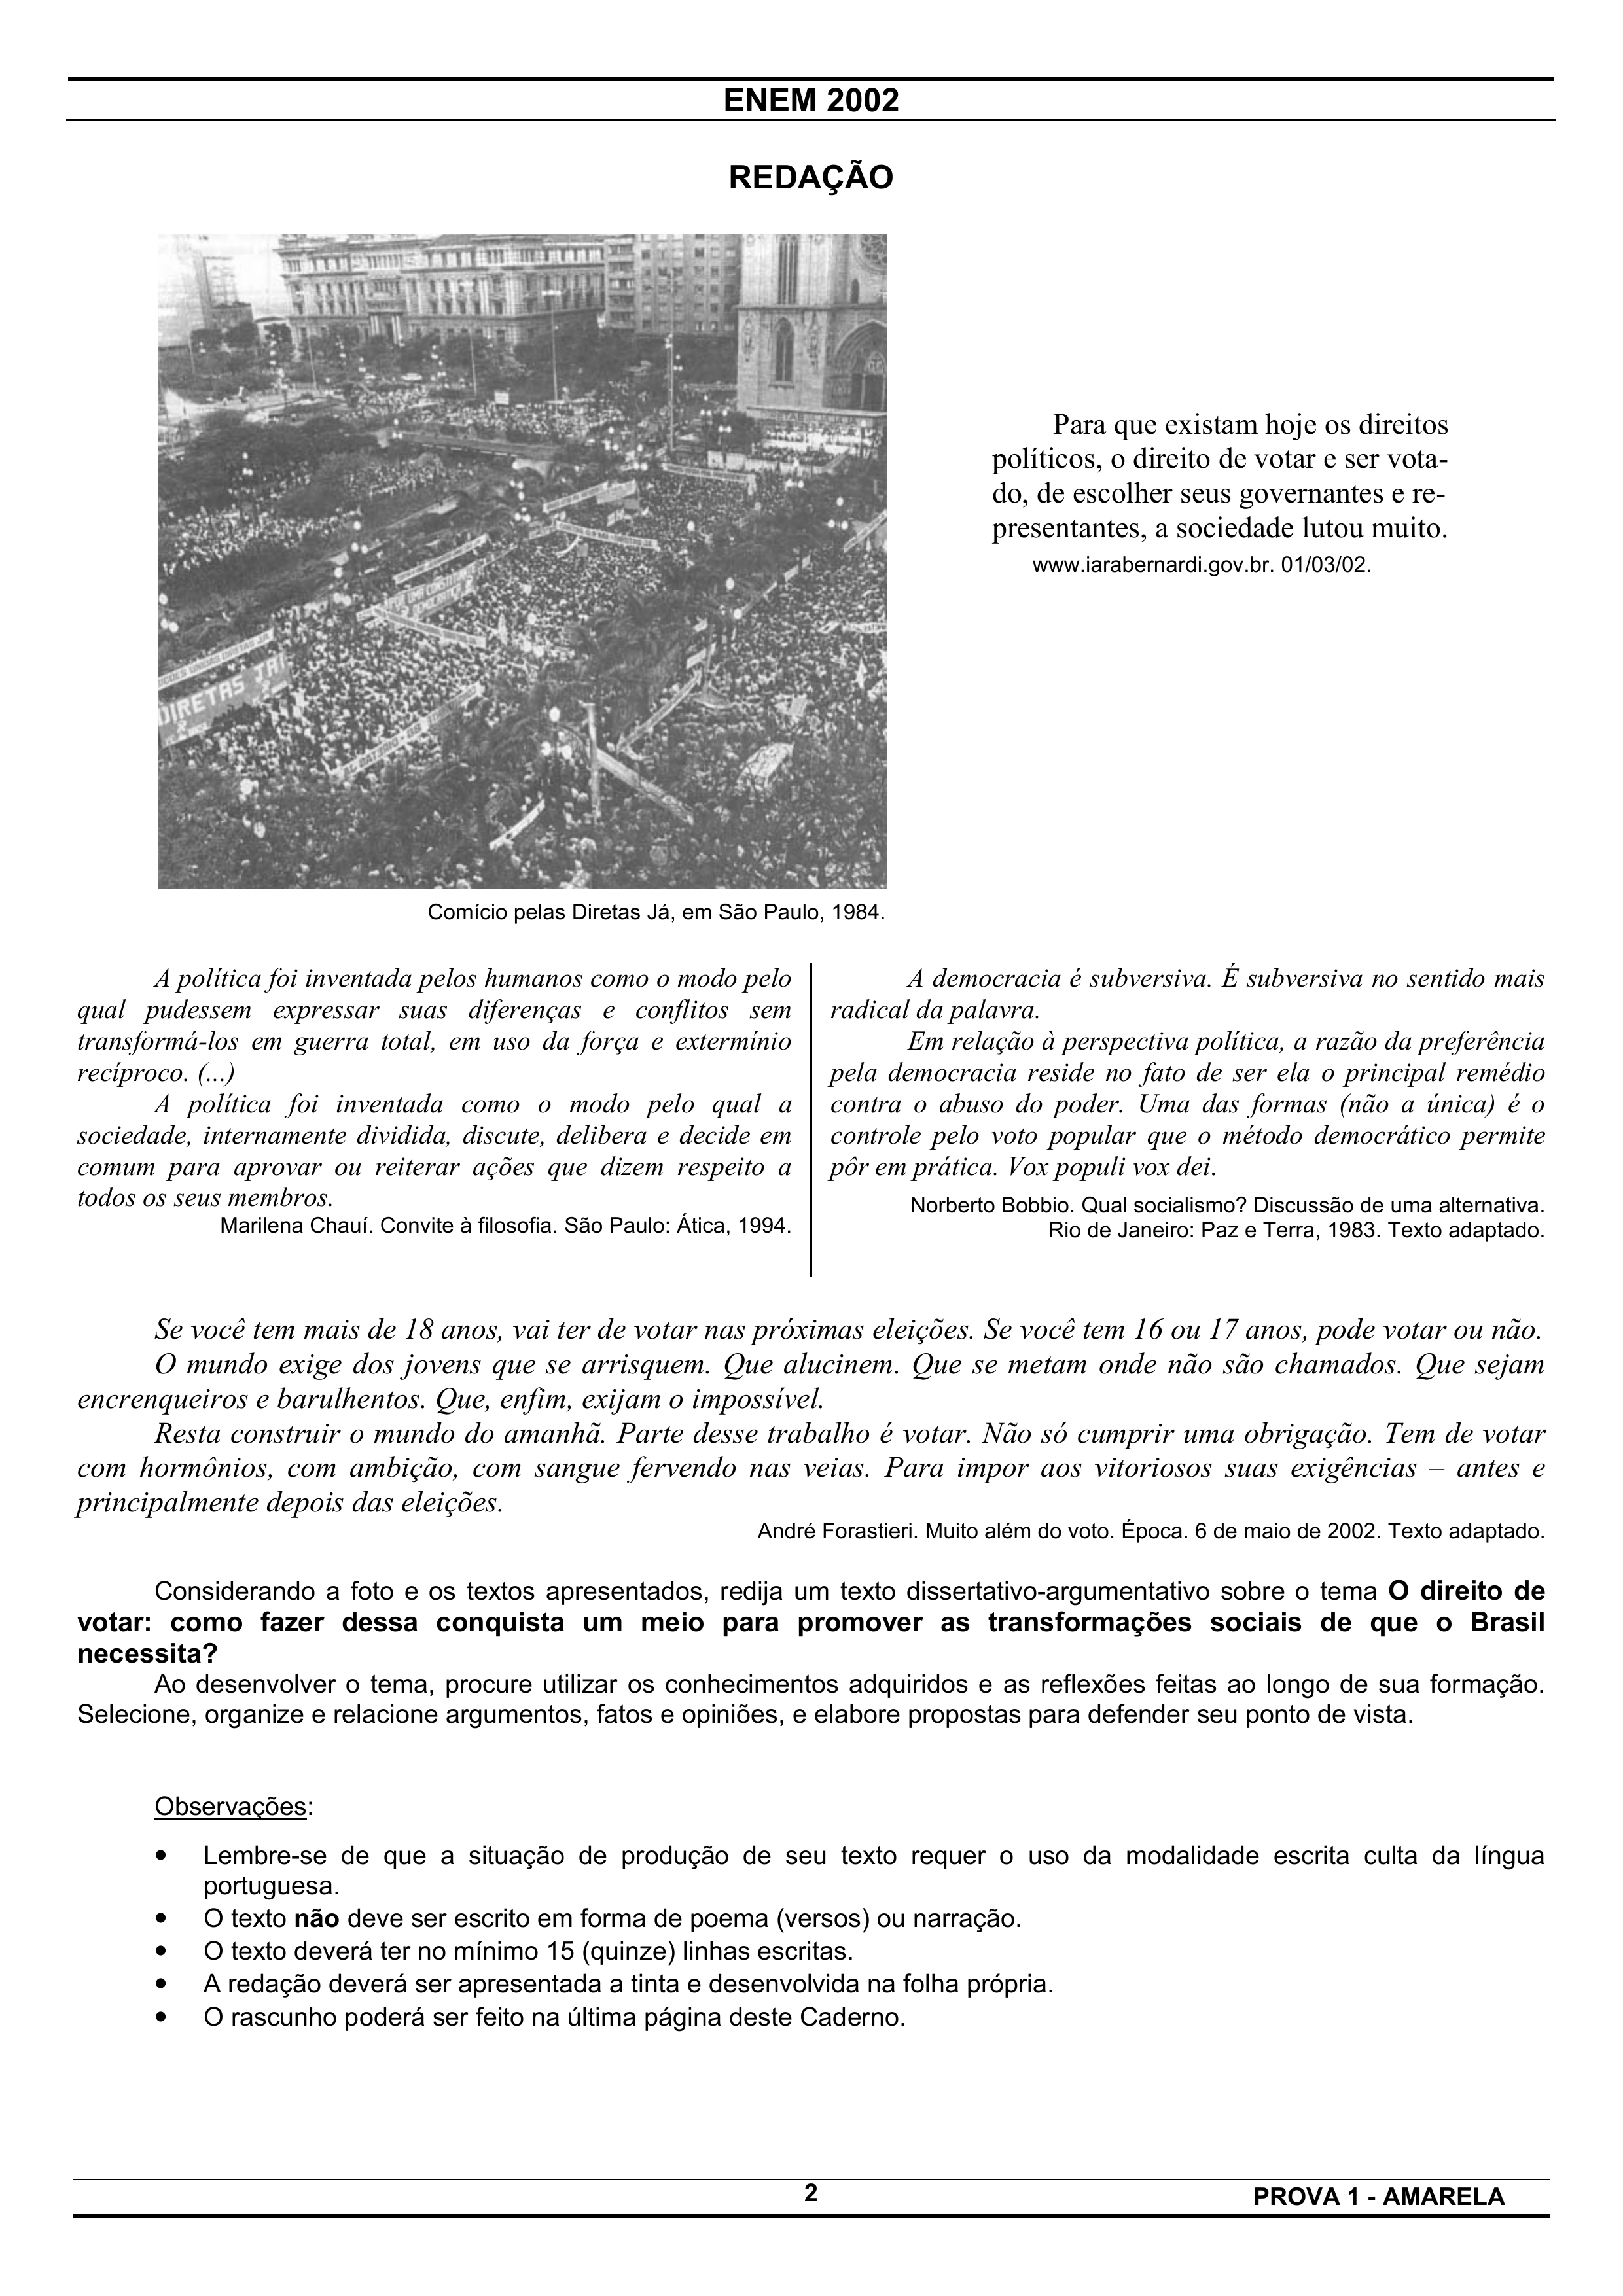 ENEM 2002
REDAÇÃO
DIRETAS JÁ!
Para que existam hoje os direitos
políticos, o direito de votar e ser vota-
do, de escolher seus governantes e re-
presentantes, a sociedade lutou muito.
www.iarabernardi.gov.br. 01/03/02.
Comício pelas Diretas Já, em São Paulo, 1984.
A política foi inventada pelos humanos como o modo pelo
qual pudessem expressar suas diferenças e conflitos sem
transformá-los em guerra total, em uso da força e extermínio
recíproco. (...)
A política foi inventada como o modo pelo qual a
sociedade, internamente dividida, discute, delibera e decide em
comum para aprovar ou reiterar ações que dizem respeito a
todos os seus membros.
Marilena Chauí. Convite à filosofia. São Paulo: Ática, 1994.
A democracia é subversiva. É subversiva no sentido mais
radical da palavra.
Em relação à perspectiva política, a razão da preferência
pela democracia reside no fato de ser ela o principal remédio
contra o abuso do poder. Uma das formas (não a única) é o
controle pelo voto popular que o método democrático permite
pôr em prática. Vox populi vox dei.
Norberto Bobbio. Qual socialismo? Discussão de uma alternativa.
Rio de Janeiro: Paz e Terra, 1983. Texto adaptado.
Se você tem mais de 18 anos, vai ter de votar nas próximas eleições. Se você tem 16 ou 17 anos, pode votar ou não.
O mundo exige dos jovens que se arrisquem. Que alucinem. Que se metam onde não são chamados. Que sejam
encrenqueiros e barulhentos. Que, enfim, exijam o impossível.
Resta construir o mundo do amanhã. Parte desse trabalho é votar. Não só cumprir uma obrigação. Tem de votar
com hormônios, com ambição, com sangue fervendo nas veias. Para impor aos vitoriosos suas exigências – antes e
principalmente depois das eleições.
André Forastieri. Muito além do voto. Época. 6 de maio de 2002. Texto adaptado.
Considerando a foto e os textos apresentados, redija um texto dissertativo-argumentativo sobre o tema O direito de
votar: como fazer dessa conquista um meio para promover as transformações sociais de que o Brasil
necessita?
Ao desenvolver o tema, procure utilizar os conhecimentos adquiridos e as reflexões feitas ao longo de sua formação.
Selecione, organize e relacione argumentos, fatos e opiniões, e elabore propostas para defender seu ponto de vista.
Observações:
• Lembre-se de que a situação de produção de seu texto requer o uso da modalidade escrita culta da língua
portuguesa.
• O texto não deve ser escrito em forma de poema (versos) ou narração.
• O texto deverá ter no mínimo 15 (quinze) linhas escritas.
• A redação deverá ser apresentada a tinta e desenvolvida na folha própria.
• O rascunho poderá ser feito na última página deste Caderno.
2
PROVA 1 - AMARELA